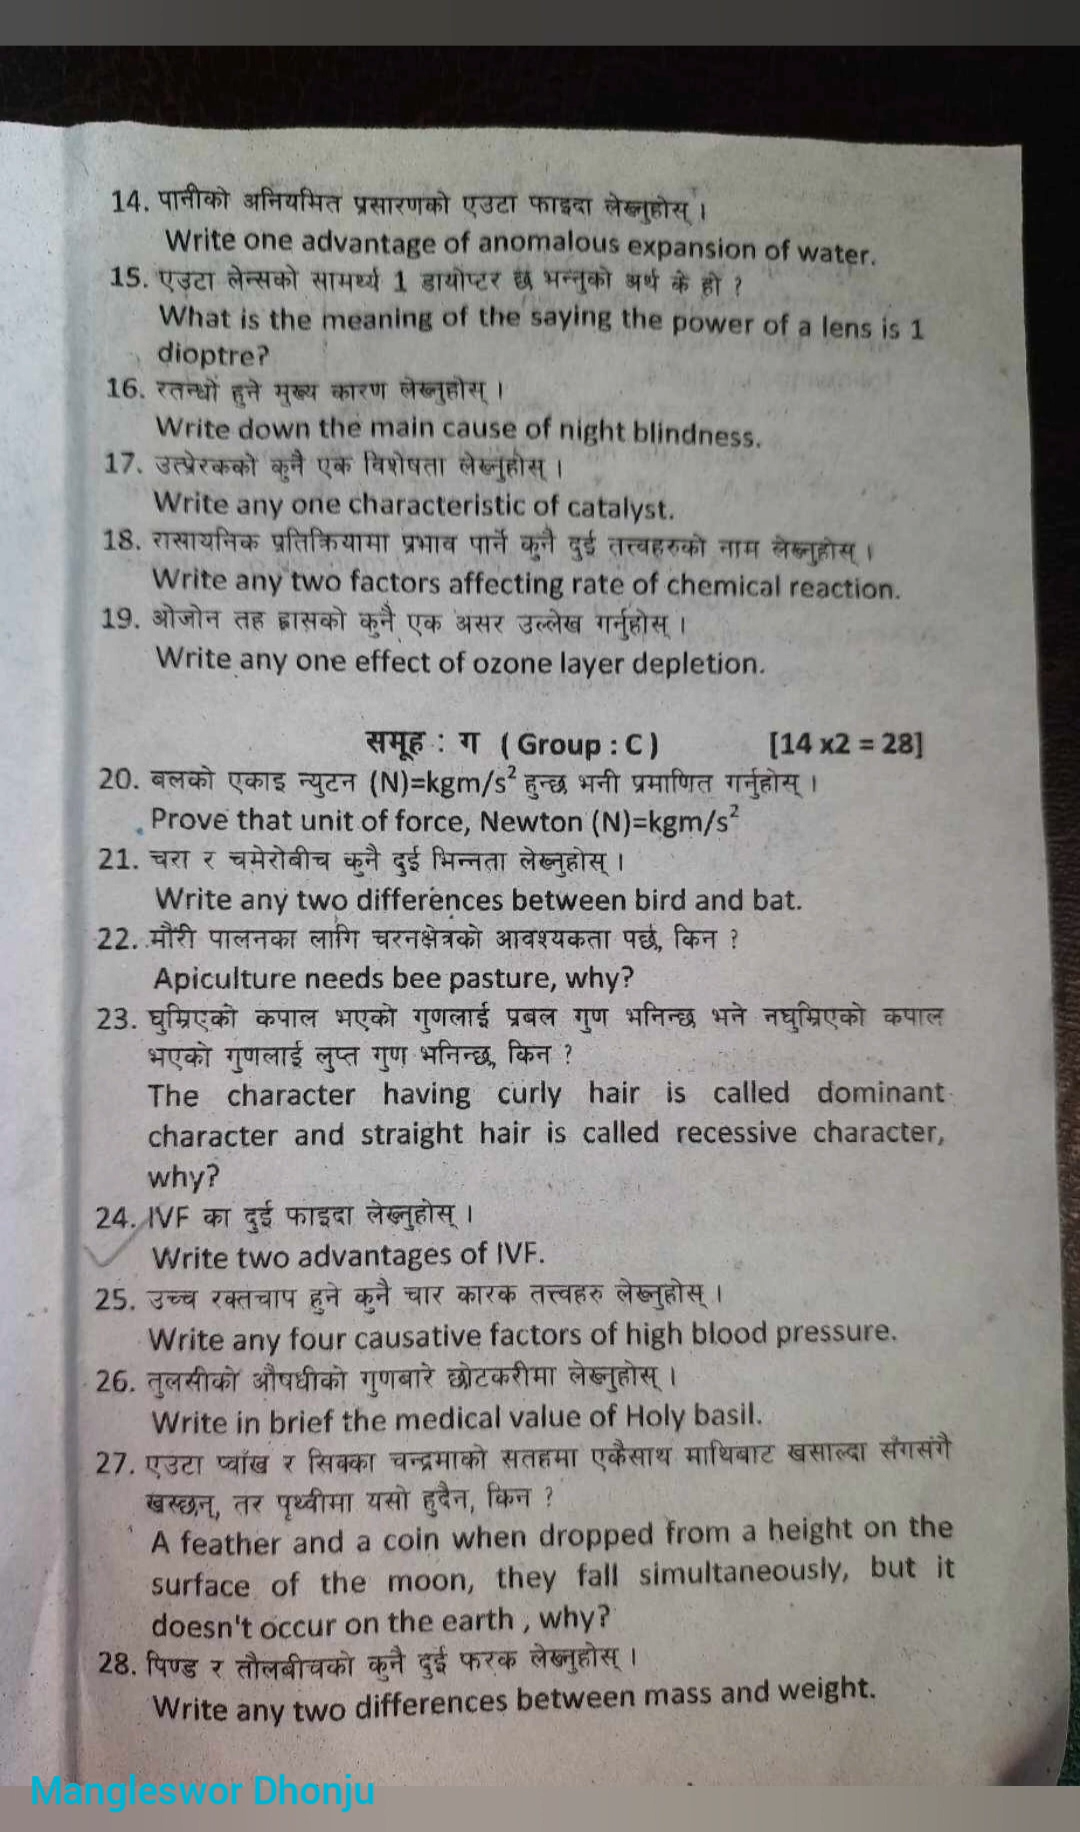 14. पानीको अनियमित प्रसारणको एउटा फाइदा लेख्नुहोस् ।
Write one advantage of anomalous expansion of water.
15. एउटा लेन्सको सामर्थ्य 1 डायोप्टर छ भन्नुको अर्थ के हो ?
What is the meaning of the saying the power of a lens is 1
dioptre?
16. रतन्धो हुने मुख्य कारण लेख्नुहोस् ।
Write down the main cause of night blindness.
17. उत्प्रेरकको कुनै एक विशेषता लेख्नुहोस् ।
Write any one characteristic of catalyst.
18. रासायनिक प्रतिक्रियामा प्रभाव पार्ने कुनै दुई तत्त्वहरुको नाम लेख्नुहोस् ।
Write any two factors affecting rate of chemical reaction.
19. ओजोन तह ह्रासको कुनै एक असर उल्लेख गर्नुहोस् ।
Write any one effect of ozone layer depletion.
समूह : ग ( Group : C ) [14 x2 = 28]
20. बलको एकाइ न्युटन (N)=kgm/s² हुन्छ भनी प्रमाणित गर्नुहोस् ।
Prove that unit of force, Newton (N)=kgm/s²
21. चरा र चमेरोबीच कुनै दुई भिन्नता लेख्नुहोस् ।
Write any two differences between bird and bat.
22. मौरी पालनका लागि चरनक्षेत्रको आवश्यकता पर्छ, किन ?
Apiculture needs bee pasture, why?
23. घुम्रिएको कपाल भएको गुणलाई प्रबल गुण भनिन्छ भने नघुम्रिएको कपाल
भएको गुणलाई लुप्त गुण भनिन्छ, किन ?
The character having curly hair is called dominant
character and straight hair is called recessive character,
why?
24. IVF का दुई फाइदा लेख्नुहोस् ।
Write two advantages of IVF.
25. उच्च रक्तचाप हुने कुनै चार कारक तत्त्वहरु लेख्नुहोस् ।
Write any four causative factors of high blood pressure.
26. तुलसीको औषधीको गुणबारे छोटकरीमा लेख्नुहोस् ।
Write in brief the medical value of Holy basil.
27. एउटा प्वाँख र सिक्का चन्द्रमाको सतहमा एकैसाथ माथिबाट खसाल्दा सँगसंगै
खस्छन्, तर पृथ्वीमा यसो हुदैन, किन ?
A feather and a coin when dropped from a height on the
surface of the moon, they fall simultaneously, but it
doesn't occur on the earth , why?
28. पिण्ड र तौलबीचको कुनै दुई फरक लेख्नुहोस् ।
Write any two differences between mass and weight.
Mangleswor Dhonju